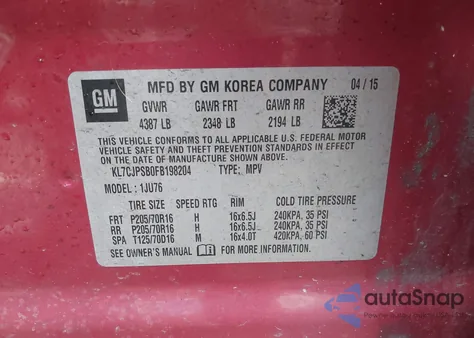 GM
MFD BY GM KOREA COMPANY 04 / 15
GVWR GAWR FRT GAWR RR
4387 LB 2348 LB 2194 LB
THIS VEHICLE CONFORMS TO ALL APPLICABLE U.S. FEDERAL MOTOR
VEHICLE SAFETY AND THEFT PREVENTION STANDARDS IN EFFECT ON
THE DATE OF MANUFACTURE SHOWN ABOVE.
KL7CJPSB0FB198204 TYPE: MPV
MODEL : 1JU76
TIRE SIZE SPEED RTG RIM COLD TIRE PRESSURE
FRT P205/70R16 H 16x6.5J 240KPA, 35 PSI
RR P205/70R16 H 16x6.5J 240KPA, 35 PSI
SPA T125/70D16 M 16x4.0T 420KPA, 60 PSI
SEE OWNER'S MANUAL FOR MORE INFORMATION
autoSnap